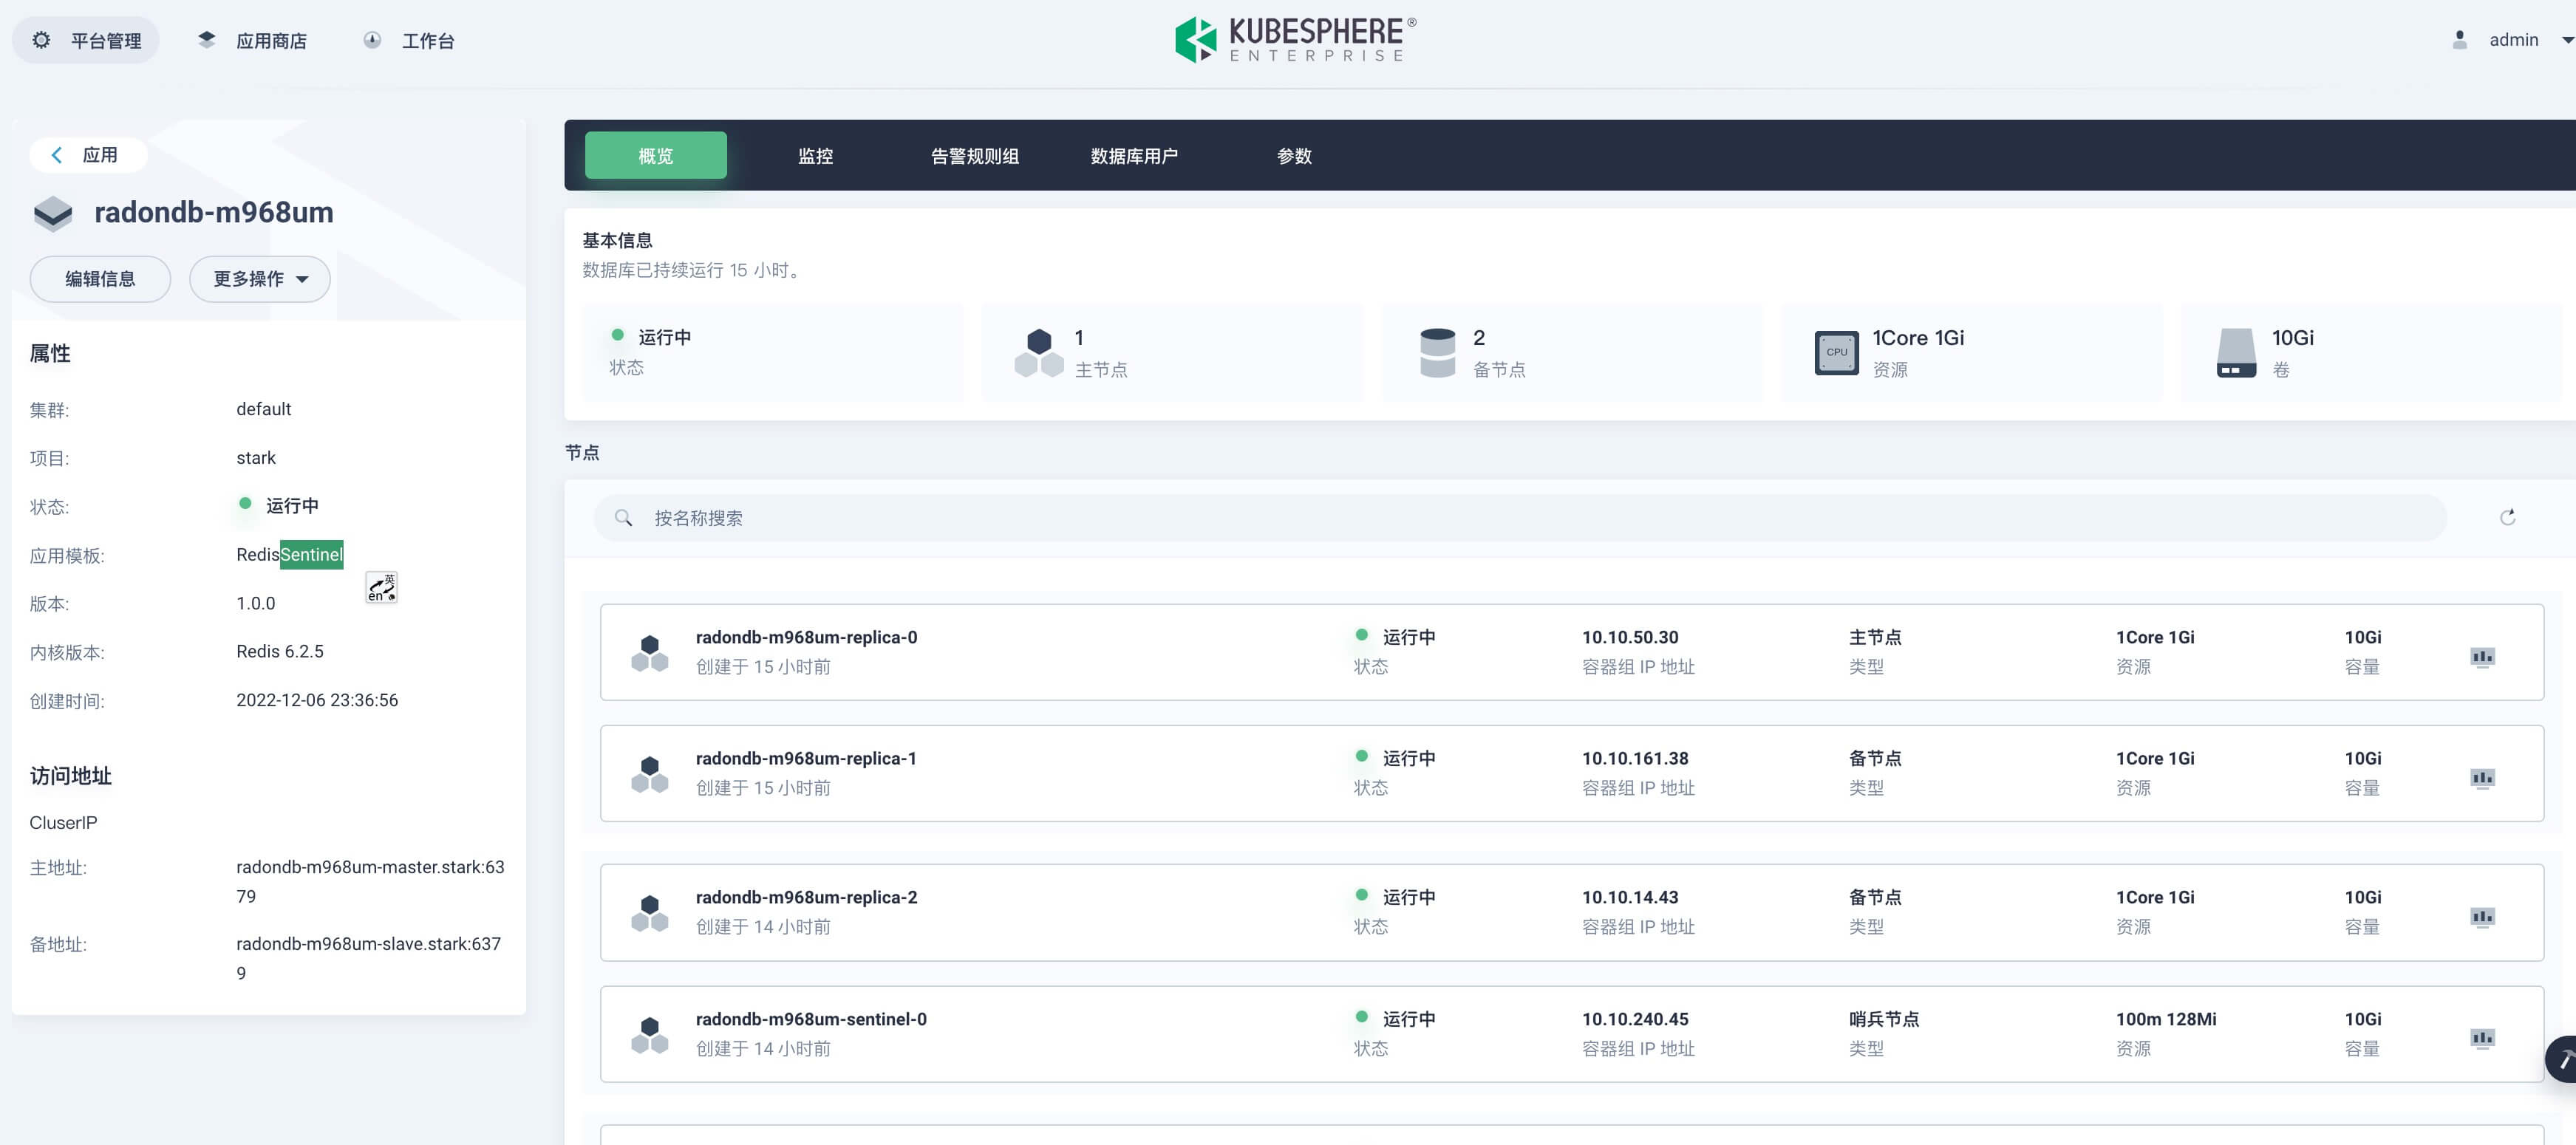 平台管理
应用商店
工作台
KUBESPHERE®
ENTERPRISE
admin
应用
radondb-m968um
编辑信息
更多操作
属性
集群: default
项目: stark
状态: 运行中
应用模板: RedisSentinel
英
en
版本: 1.0.0
内核版本: Redis 6.2.5
创建时间: 2022-12-06 23:36:56
访问地址
CluserIP
主地址: radondb-m968um-master.stark:63
79
备地址: radondb-m968um-slave.stark:637
9
概览 监控 告警规则组 数据库用户 参数
基本信息
数据库已持续运行 15 小时。
运行中
状态
1
主节点
2
备节点
CPU
1Core 1Gi
资源
10Gi
卷
节点
按名称搜索
radondb-m968um-replica-0 运行中 10.10.50.30 主节点 1Core 1Gi 10Gi
创建于 15 小时前 状态 容器组 IP 地址 类型 资源 容量
radondb-m968um-replica-1 运行中 10.10.161.38 备节点 1Core 1Gi 10Gi
创建于 15 小时前 状态 容器组 IP 地址 类型 资源 容量
radondb-m968um-replica-2 运行中 10.10.14.43 备节点 1Core 1Gi 10Gi
创建于 14 小时前 状态 容器组 IP 地址 类型 资源 容量
radondb-m968um-sentinel-0 运行中 10.10.240.45 哨兵节点 100m 128Mi 10Gi
创建于 14 小时前 状态 容器组 IP 地址 类型 资源 容量